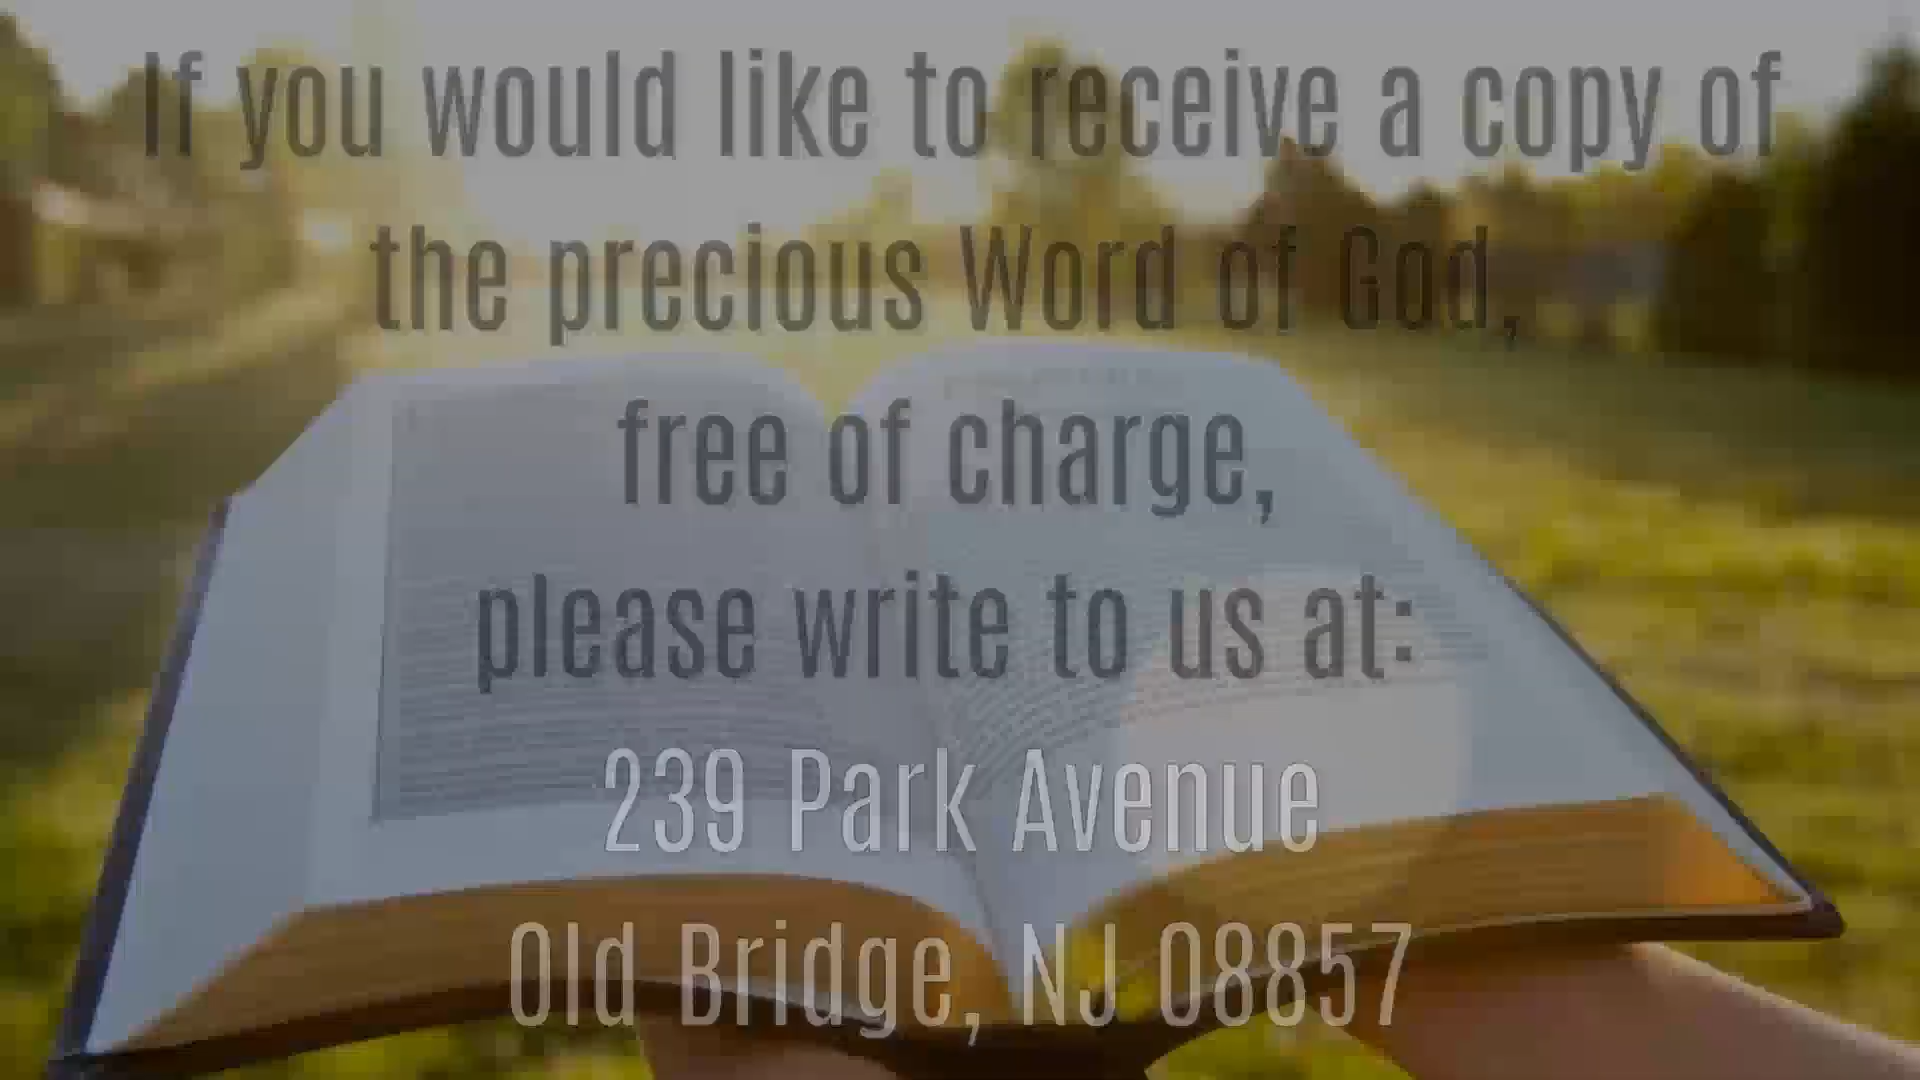 If you would like to receive a copy of
the precious Word of God,
free of charge,
please write to us at:
239 Park Avenue
Old Bridge, NJ 08857